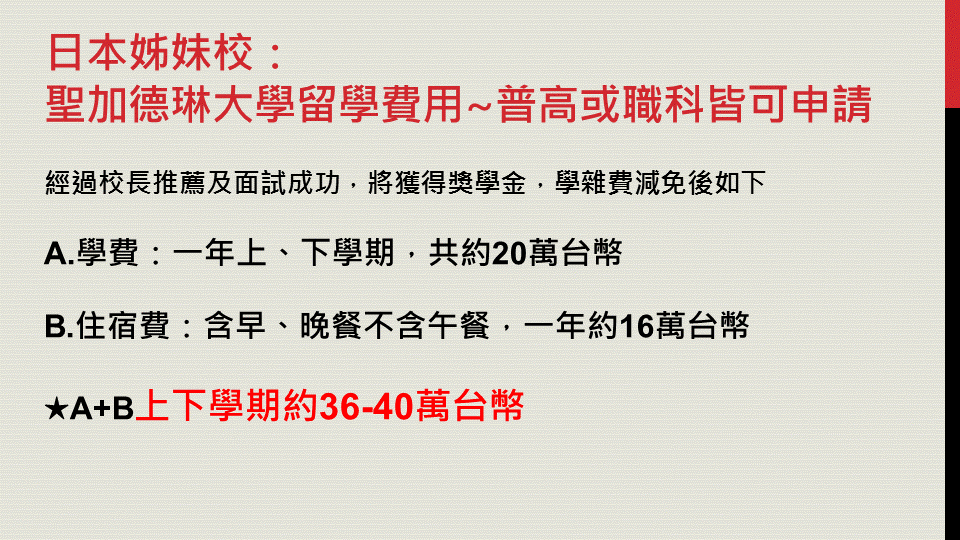 日本姊妹校：
聖加德琳大學留學費用~普高或職科皆可申請
經過校長推薦及面試成功，將獲得獎學金，學雜費減免後如下
A.學費：一年上、下學期，共約20萬台幣
B.住宿費：含早、晚餐不含午餐，一年約16萬台幣
★A+B上下學期約36-40萬台幣